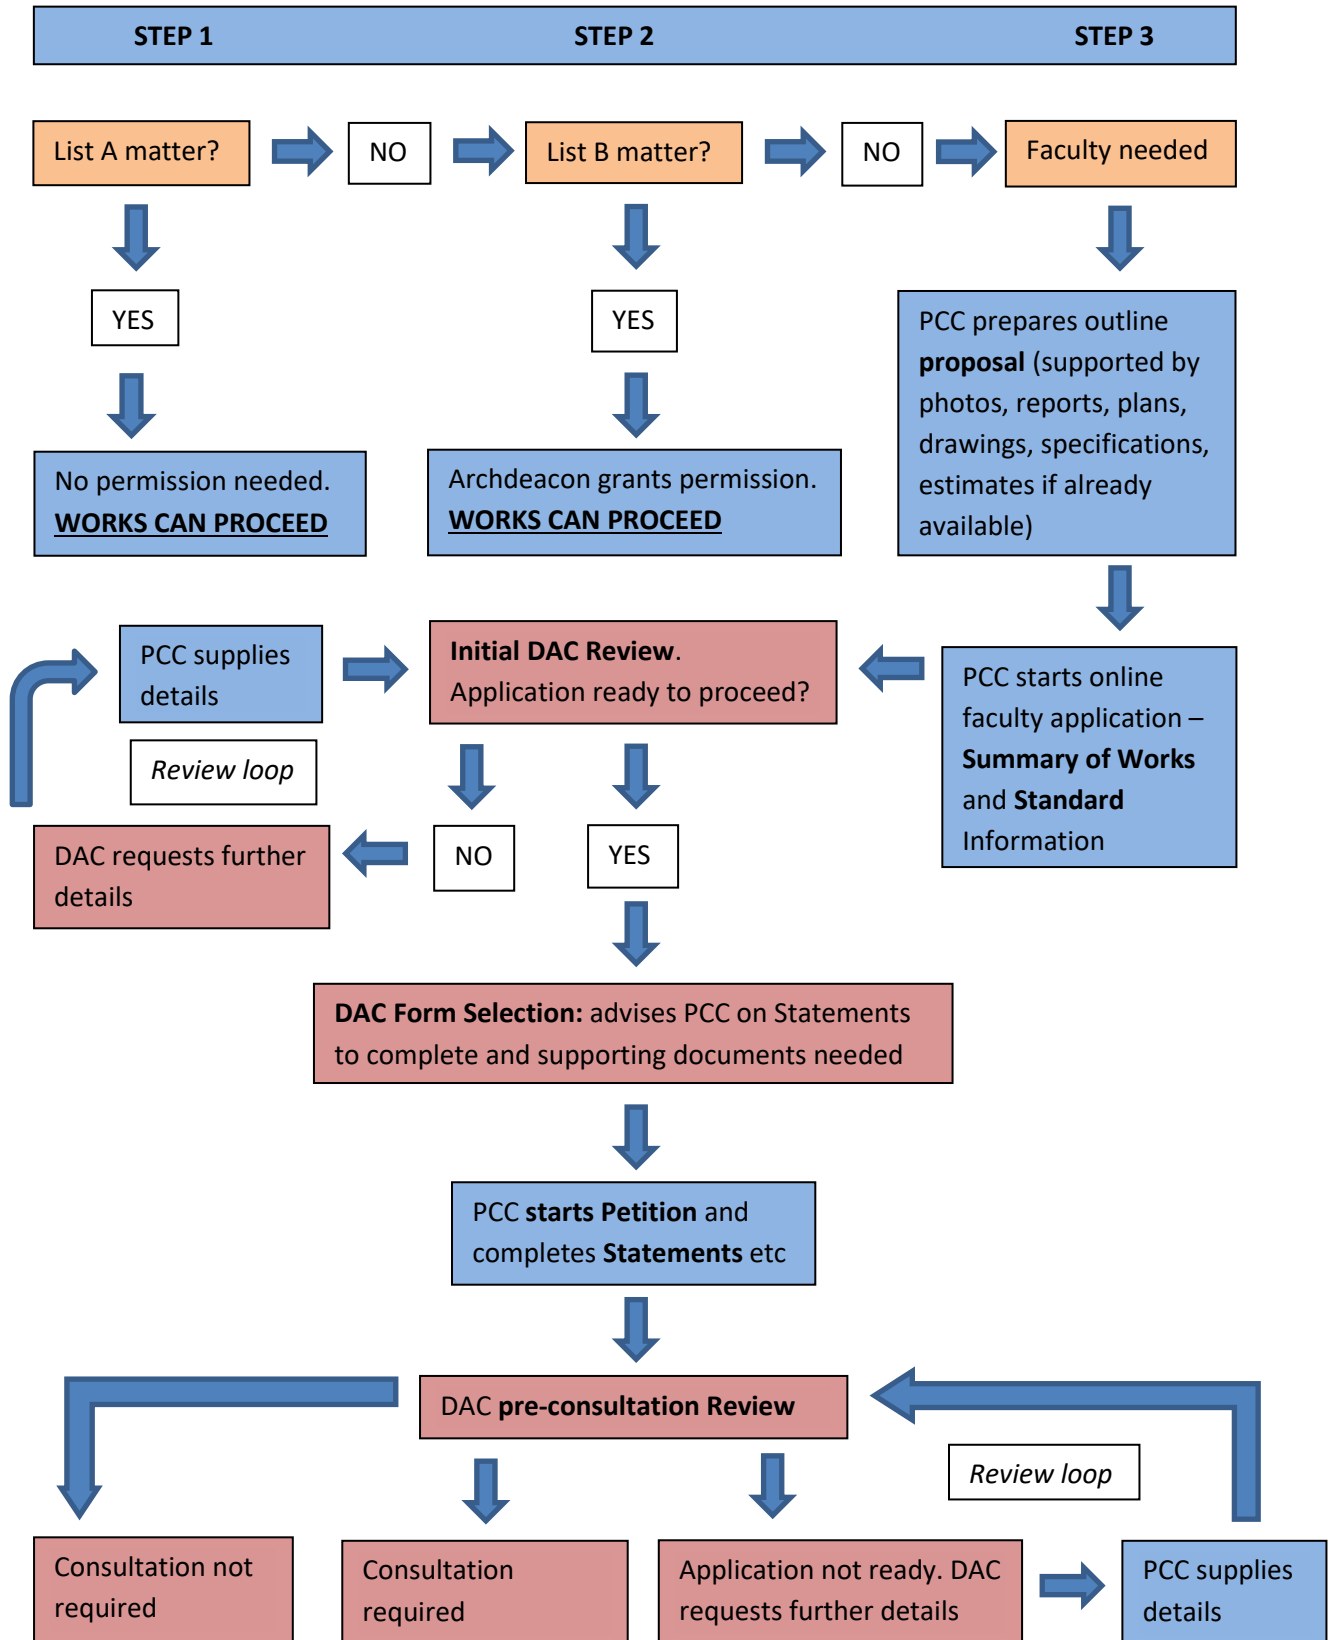 STEP 1 STEP 2 STEP 3
List A matter? NO List B matter? NO Faculty needed
YES
YES
PCC prepares outline
proposal (supported by
photos, reports, plans,
drawings, specifications,
estimates if already
available)
No permission needed.
WORKS CAN PROCEED
Archdeacon grants permission.
WORKS CAN PROCEED
PCC supplies
details
Initial DAC Review.
Application ready to proceed?
PCC starts online
faculty application –
Summary of Works
and Standard
Information
Review loop
DAC requests further
details
NO
YES
DAC Form Selection: advises PCC on Statements
to complete and supporting documents needed
PCC starts Petition and
completes Statements etc
DAC pre-consultation Review
Review loop
Consultation not
required
Consultation
required
Application not ready. DAC
requests further details
PCC supplies
details